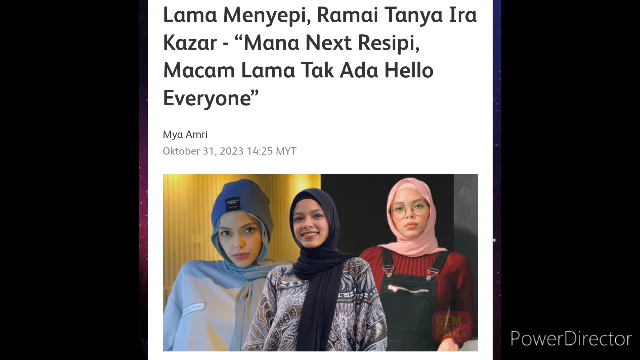 Lama Menyepi, Ramai Tanya Ira
Kazar - “Mana Next Resipi,
Macam Lama Tak Ada Hello
Everyone”
Mya Amri
Oktober 31, 2023 14:25 MYT
PowerDirector